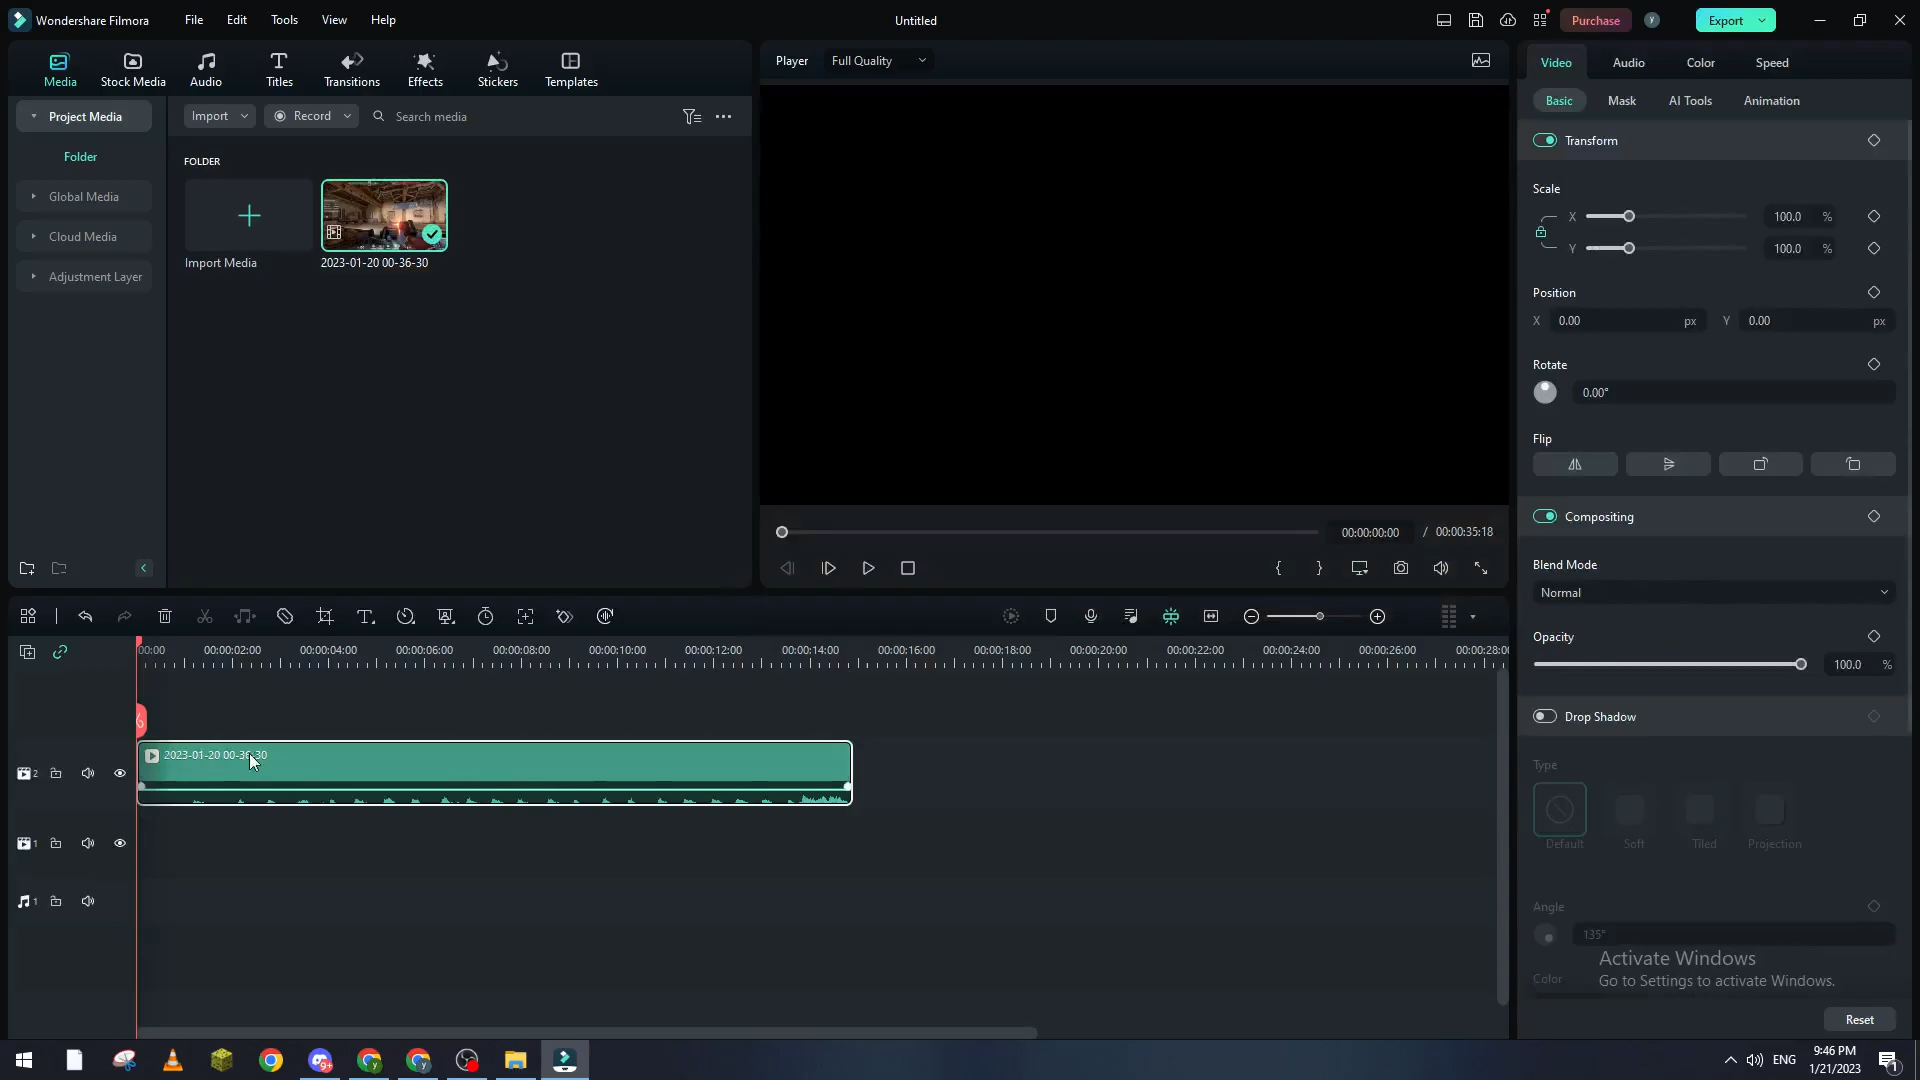 Wondershare Filmora
File Edit Tools View Help
Untitled
Purchase
y
Export
Media
Stock Media
Audio
Titles
Transitions
Effects
Stickers
Templates
Project Media
Folder
Global Media
Cloud Media
Adjustment Layer
Import
Record
Search media
FOLDER
Import Media
2023-01-20 00-36-30
Player
Full Quality
00:00:00:00 / 00:00:35:18
Video Audio Color Speed
Basic Mask AI Tools Animation
Transform
Scale
X 100.0 %
Y 100.0 %
Position
X 0.00 px Y 0.00 px
Rotate
0.00°
Flip
Compositing
Blend Mode
Normal
Opacity
100.0 %
Drop Shadow
Type
Default Soft Tiled Projection
Angle
135°
Color
Activate Windows
Go to Settings to activate Windows.
Reset
00:00 00:00:02:00 00:00:04:00 00:00:06:00 00:00:08:00 00:00:10:00 00:00:12:00 00:00:14:00 00:00:16:00 00:00:18:00 00:00:20:00 00:00:22:00 00:00:24:00 00:00:26:00 00:00:28:00
2023-01-20 00-36-30
2
1
1
9+
y
y
ENG
9:46 PM
1/21/2023
1